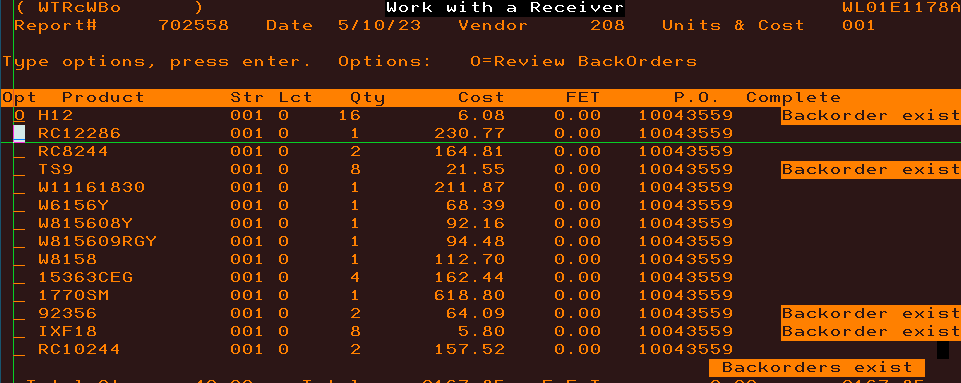 ( WTRcWBo ) Work with a Receiver WL01E1178A
Report# 702558 Date 5/10/23 Vendor 208 Units & Cost 001
Type options, press enter. Options: O=Review BackOrders
Opt Product Str Lct Qty Cost FET P.O. Complete
O H12 001 0 16 6.08 0.00 10043559 Backorder exist
_ RC12286 001 0 1 230.77 0.00 10043559
_ RC8244 001 0 2 164.81 0.00 10043559
_ TS9 001 0 8 21.55 0.00 10043559 Backorder exist
_ W11161830 001 0 1 211.87 0.00 10043559
_ W6156Y 001 0 1 68.39 0.00 10043559
_ W815608Y 001 0 1 92.16 0.00 10043559
_ W815609RGY 001 0 1 94.48 0.00 10043559
_ W8158 001 0 1 112.70 0.00 10043559
_ 15363CEG 001 0 4 162.44 0.00 10043559
_ 1770SM 001 0 1 618.80 0.00 10043559
_ 92356 001 0 2 64.09 0.00 10043559 Backorder exist
_ IXF18 001 0 8 5.80 0.00 10043559 Backorder exist
_ RC10244 001 0 2 157.52 0.00 10043559
Backorders exist